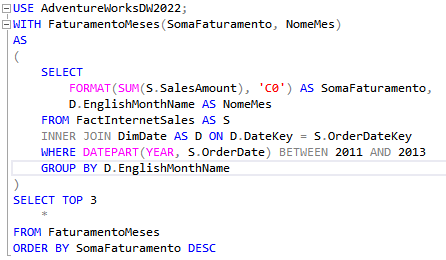 USE AdventureWorksDW2022;
WITH FaturamentoMeses(SomaFaturamento, NomeMes)
AS
(
    SELECT
        FORMAT(SUM(S.SalesAmount), 'C0') AS SomaFaturamento,
        D.EnglishMonthName AS NomeMes
    FROM FactInternetSales AS S
    INNER JOIN DimDate AS D ON D.DateKey = S.OrderDateKey
    WHERE DATEPART(YEAR, S.OrderDate) BETWEEN 2011 AND 2013
    GROUP BY D.EnglishMonthName
)
SELECT TOP 3
    *
FROM FaturamentoMeses
ORDER BY SomaFaturamento DESC